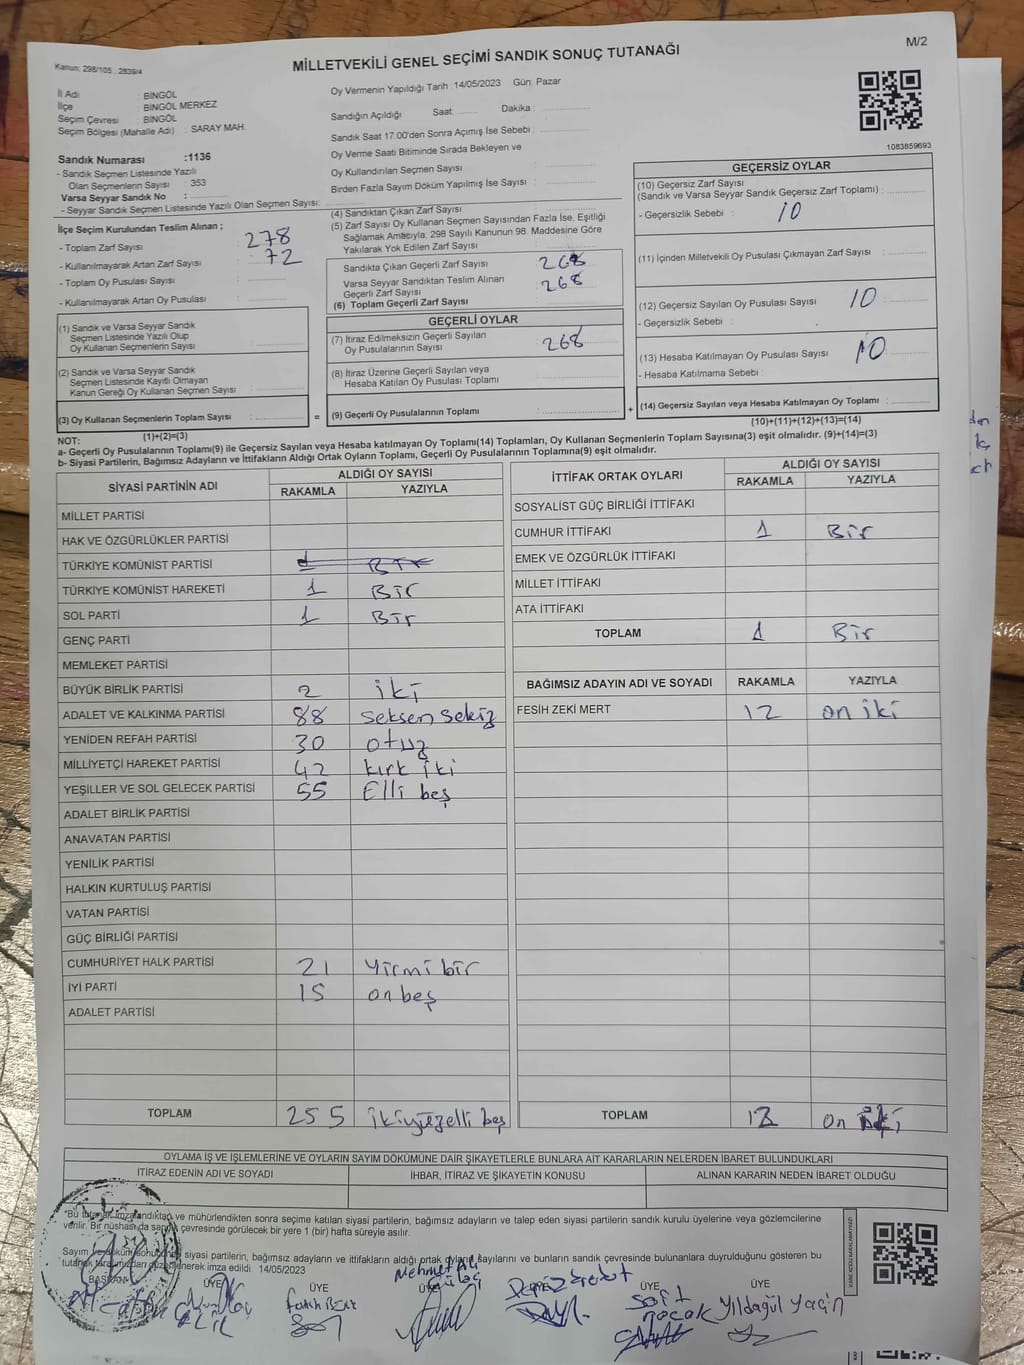 M/2
Kanun: 298/105 , 2839/4
MİLLETVEKİLİ GENEL SEÇİMİ SANDIK SONUÇ TUTANAĞI
İl Adı : BİNGÖL
İlçe : BİNGÖL MERKEZ
Seçim Çevresi : BİNGÖL
Seçim Bölgesi (Mahalle Adı) : SARAY MAH.
Oy Vermenin Yapıldığı Tarih :14/05/2023 Gün: Pazar
Sandığın Açıldığı Saat: Dakika :
Sandık Saat 17.00'den Sonra Açımış İse Sebebi :
Oy Verme Saati Bitiminde Sırada Bekleyen ve
Oy Kullandırılan Seçmen Sayısı :
Birden Fazla Sayım Döküm Yapılmış İse Sayısı :
1083859693
Sandık Numarası :1136
- Sandık Seçmen Listesinde Yazılı
Olan Seçmenlerin Sayısı : 353
Varsa Seyyar Sandık No :
- Seyyar Sandık Seçmen Listesinde Yazılı Olan Seçmen Sayısı:
İlçe Seçim Kurulundan Teslim Alınan ;
- Toplam Zarf Sayısı : 278
- Kullanılmayarak Artan Zarf Sayısı : 72
- Toplam Oy Pusulası Sayısı :
- Kullanılmayarak Artan Oy Pusulası :
(4) Sandıktan Çıkan Zarf Sayısı :
(5) Zarf Sayısı Oy Kullanan Seçmen Sayısından Fazla İse, Eşitliği
Sağlamak Amacıyla, 298 Sayılı Kanunun 98. Maddesine Göre
Yakılarak Yok Edilen Zarf Sayısı :
Sandıkta Çıkan Geçerli Zarf Sayısı : 268
Varsa Seyyar Sandıktan Teslim Alınan
Geçerli Zarf Sayısı : 268
(6) Toplam Geçerli Zarf Sayısı :
GEÇERSİZ OYLAR
(10) Geçersiz Zarf Sayısı
(Sandık ve Varsa Seyyar Sandık Geçersiz Zarf Toplamı) :
- Geçersizlik Sebebi : 10
(11) İçinden Milletvekili Oy Pusulası Çıkmayan Zarf Sayısı :
(12) Geçersiz Sayılan Oy Pusulası Sayısı 10 :
- Geçersizlik Sebebi :
(13) Hesaba Katılmayan Oy Pusulası Sayısı 10
- Hesaba Katılmama Sebebi :
(14) Geçersiz Sayılan veya Hesaba Katılmayan Oy Toplamı :
(10)+(11)+(12)+(13)=(14)
(1) Sandık ve Varsa Seyyar Sandık
Seçmen Listesinde Yazılı Olup
Oy Kullanan Seçmenlerin Sayısı :
(2) Sandık ve Varsa Seyyar Sandık
Seçmen Listesinde Kayıtlı Olmayan
Kanun Gereği Oy Kullanan Seçmen Sayısı :
(3) Oy Kullanan Seçmenlerin Toplam Sayısı : =
(1)+(2)=(3)
GEÇERLİ OYLAR
(7) İtiraz Edilmeksizin Geçerli Sayılan
Oy Pusulalarının Sayısı : 268
(8) İtiraz Üzerine Geçerli Sayılan veya
Hesaba Katılan Oy Pusulası Toplamı :
(9) Geçerli Oy Pusulalarının Toplamı : +
NOT:
a- Geçerli Oy Pusulalarının Toplamı(9) ile Geçersiz Sayılan veya Hesaba katılmayan Oy Toplamı(14) Toplamları, Oy Kullanan Seçmenlerin Toplam Sayısına(3) eşit olmalıdır. (9)+(14)=(3)
b- Siyasi Partilerin, Bağımsız Adayların ve İttifakların Aldığı Ortak Oyların Toplamı, Geçerli Oy Pusulalarının Toplamına(9) eşit olmalıdır.
SİYASİ PARTİNİN ADI ALDIĞI OY SAYISI
RAKAMLA YAZIYLA
MİLLET PARTİSİ
HAK VE ÖZGÜRLÜKLER PARTİSİ
TÜRKİYE KOMÜNİST PARTİSİ 1 Bir
TÜRKİYE KOMÜNİST HAREKETİ 1 Bir
SOL PARTİ 1 Bir
GENÇ PARTİ
MEMLEKET PARTİSİ
BÜYÜK BİRLİK PARTİSİ 2 iki
ADALET VE KALKINMA PARTİSİ 88 seksen sekiz
YENİDEN REFAH PARTİSİ 30 otuz
MİLLİYETÇİ HAREKET PARTİSİ 42 kırk iki
YEŞİLLER VE SOL GELECEK PARTİSİ 55 Elli beş
ADALET BİRLİK PARTİSİ
ANAVATAN PARTİSİ
YENİLİK PARTİSİ
HALKIN KURTULUŞ PARTİSİ
VATAN PARTİSİ
GÜÇ BİRLİĞİ PARTİSİ
CUMHURİYET HALK PARTİSİ 21 yirmi bir
İYİ PARTİ 15 on beş
ADALET PARTİSİ
TOPLAM 255 ikiyüzelli beş
İTTİFAK ORTAK OYLARI ALDIĞI OY SAYISI
RAKAMLA YAZIYLA
SOSYALİST GÜÇ BİRLİĞİ İTTİFAKI
CUMHUR İTTİFAKI 1 Bir
EMEK VE ÖZGÜRLÜK İTTİFAKI
MİLLET İTTİFAKI
ATA İTTİFAKI
TOPLAM 1 Bir
BAĞIMSIZ ADAYIN ADI VE SOYADI RAKAMLA YAZIYLA
FESİH ZEKİ MERT 12 on iki
TOPLAM 12 on iki
OYLAMA İŞ VE İŞLEMLERİNE VE OYLARIN SAYIM DÖKÜMÜNE DAİR ŞİKAYETLERLE BUNLARA AİT KARARLARIN NELERDEN İBARET BULUNDUKLARI
İTİRAZ EDENİN ADI VE SOYADI İHBAR, İTİRAZ VE ŞİKAYETİN KONUSU ALINAN KARARIN NEDEN İBARET OLDUĞU
"Bu tutanak imzalandıktan ve mühürlendikten sonra seçime katılan siyasi partilerin, bağımsız adayların ve talep eden siyasi partilerin sandık kurulu üyelerine veya gözlemcilerine
verilir. Bir nüshası da sandık çevresinde görülecek bir yere 1 (bir) hafta süreyle asılır.
Sayım ve döküm sonucunu siyasi partilerin, bağımsız adayların ve ittifakların aldığı ortak oyların sayılarını ve bunların sandık çevresinde bulunanlara duyrulduğunu gösteren bu
tutanak tarafımızdan düzenlenerek imza edildi. 14/05/2023
BAŞKAN ÜYE ÜYE ÜYE ÜYE ÜYE
Mehmet Ali
Sait
Koçak
Yıldagül Yalçın